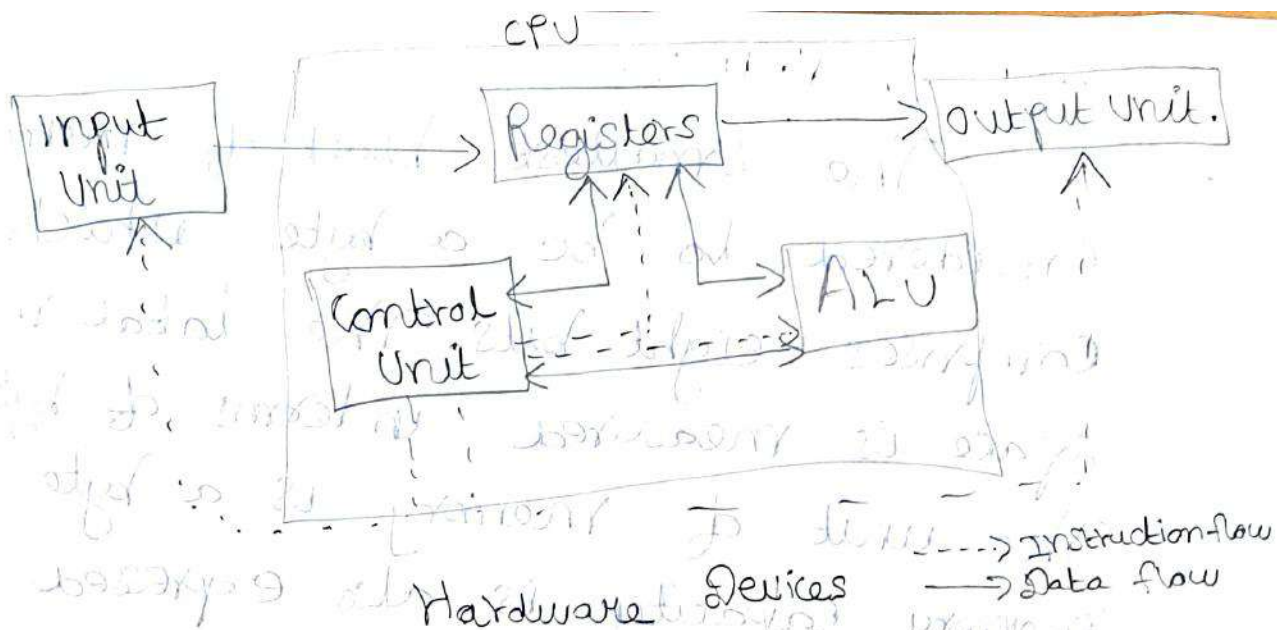 CPU
Input
Unit
Registers
Output Unit.
Control
Unit
ALU
Instruction flow
Data flow
Hardware Devices